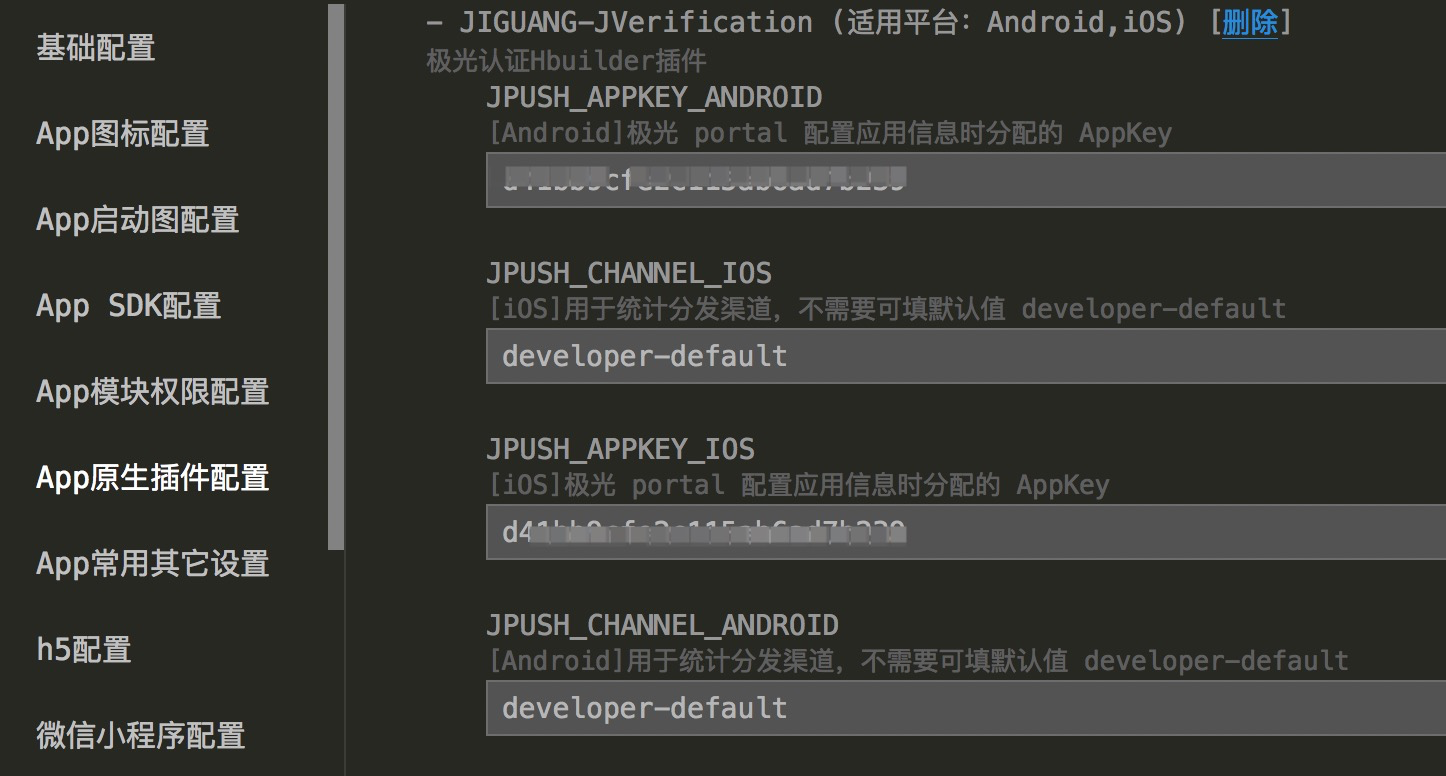 基础配置
App图标配置
App启动图配置
App SDK配置
App模块权限配置
App原生插件配置
App常用其它设置
h5配置
微信小程序配置
- JIGUANG-JVerification (适用平台: Android,iOS) [删除]
极光认证Hbuilder插件
JPUSH_APPKEY_ANDROID
[Android]极光 portal 配置应用信息时分配的 AppKey
JPUSH_CHANNEL_IOS
[iOS]用于统计分发渠道，不需要可填默认值 developer-default
developer-default
JPUSH_APPKEY_IOS
[iOS]极光 portal 配置应用信息时分配的 AppKey
JPUSH_CHANNEL_ANDROID
[Android]用于统计分发渠道，不需要可填默认值 developer-default
developer-default